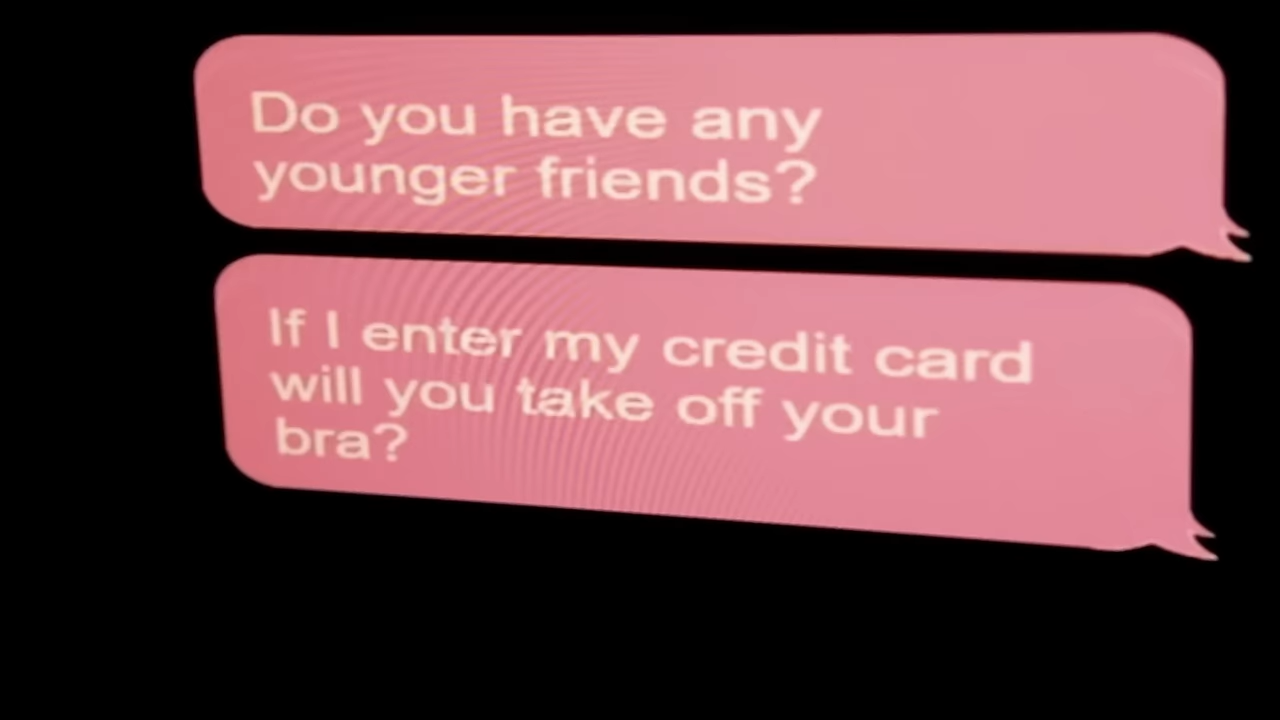 Do you have any
younger friends?
If I enter my credit card
will you take off your
bra?